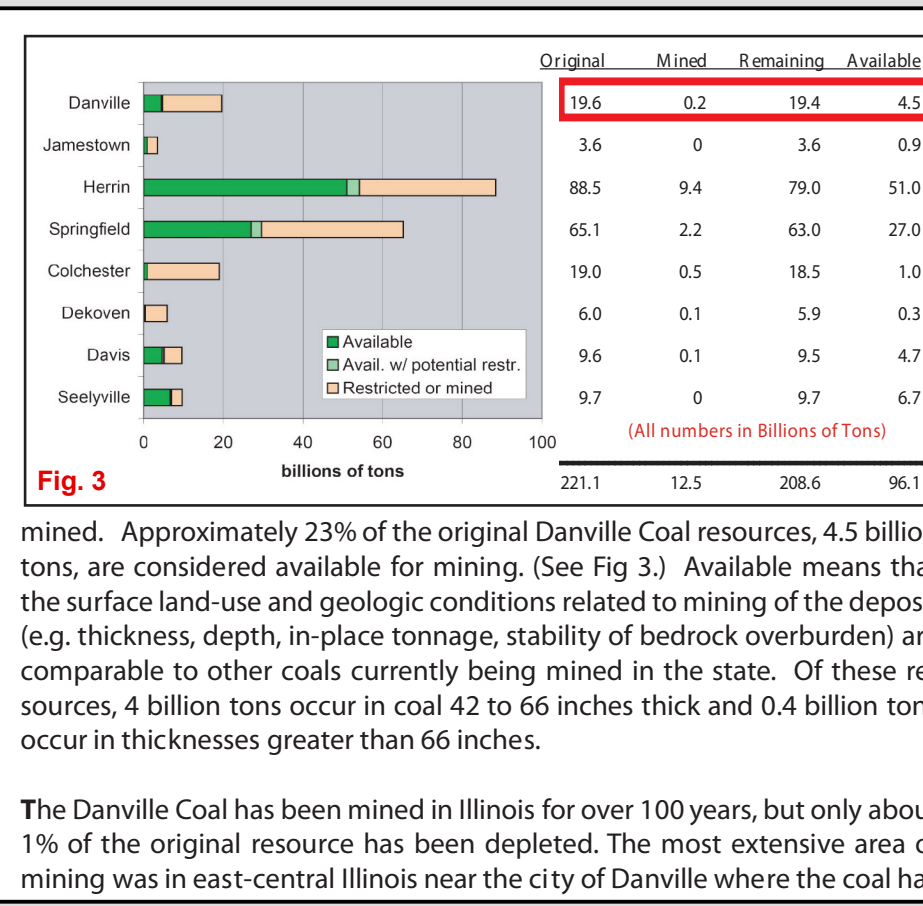 Original Mined Remaining Available
Danville 19.6 0.2 19.4 4.5
Jamestown 3.6 0 3.6 0.9
Herrin 88.5 9.4 79.0 51.0
Springfield 65.1 2.2 63.0 27.0
Colchester 19.0 0.5 18.5 1.0
Dekoven 6.0 0.1 5.9 0.3
Davis 9.6 0.1 9.5 4.7
Seelyville 9.7 0 9.7 6.7
Available
Avail. w/ potential restr.
Restricted or mined
0 20 40 60 80 100
billions of tons
(All numbers in Billions of Tons)
Fig. 3
221.1 12.5 208.6 96.1
mined. Approximately 23% of the original Danville Coal resources, 4.5 billio
tons, are considered available for mining. (See Fig 3.) Available means tha
the surface land-use and geologic conditions related to mining of the depos
(e.g. thickness, depth, in-place tonnage, stability of bedrock overburden) ar
comparable to other coals currently being mined in the state. Of these re
sources, 4 billion tons occur in coal 42 to 66 inches thick and 0.4 billion ton
occur in thicknesses greater than 66 inches.
The Danville Coal has been mined in Illinois for over 100 years, but only abou
1% of the original resource has been depleted. The most extensive area o
mining was in east-central Illinois near the city of Danville where the coal ha